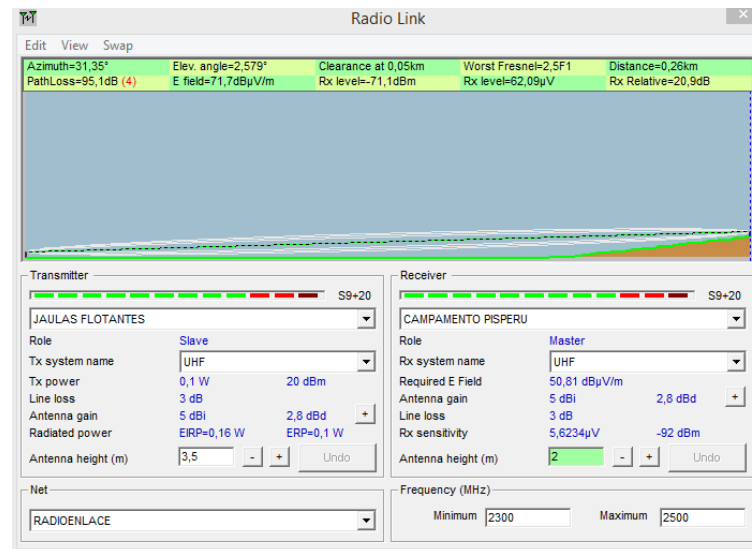 Radio Link
Edit View Swap
Azimuth=31,35° Elev. angle=2,579° Clearance at 0,05km Worst Fresnel=2,5F1 Distance=0,26km
PathLoss=95,1dB (4) E field=71,7dBµV/m Rx level=-71,1dBm Rx level=62,09µV Rx Relative=20,9dB
Transmitter
S9+20
JAULAS FLOTANTES
Role Slave
Tx system name UHF
Tx power 0,1 W 20 dBm
Line loss 3 dB
Antenna gain 5 dBi 2,8 dBd +
Radiated power EIRP=0,16 W ERP=0,1 W
Antenna height (m) 3,5 - + Undo
Net
RADIOENLACE
Receiver
S9+20
CAMPAMENTO PISPERU
Role Master
Rx system name UHF
Required E Field 50,81 dBµV/m
Antenna gain 5 dBi 2,8 dBd +
Line loss 3 dB
Rx sensitivity 5,6234µV -92 dBm
Antenna height (m) 2 - + Undo
Frequency (MHz)
Minimum 2300 Maximum 2500